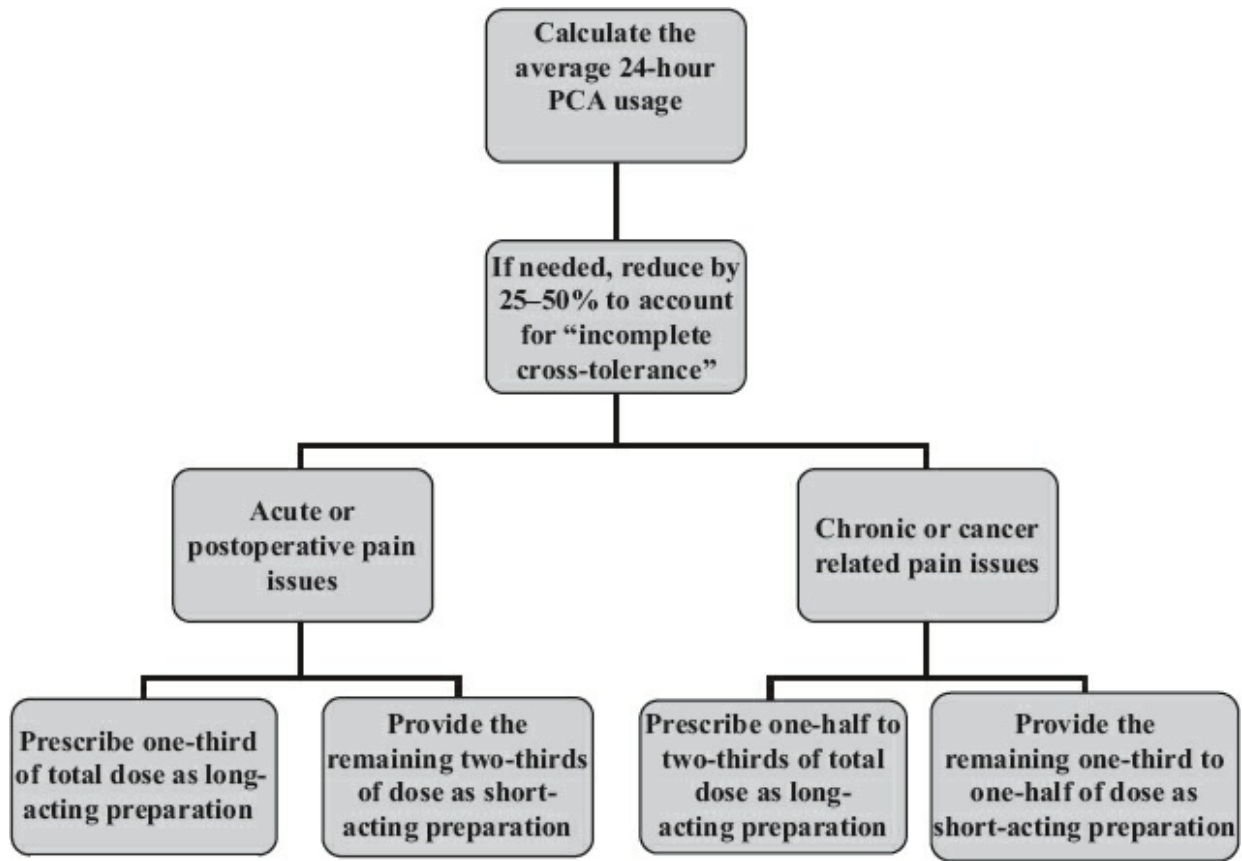 Calculate the
average 24-hour
PCA usage
If needed, reduce by
25–50% to account
for “incomplete
cross-tolerance”
Acute or
postoperative pain
issues
Chronic or cancer
related pain issues
Prescribe one-third
of total dose as long-
acting preparation
Provide the
remaining two-thirds
of dose as short-
acting preparation
Prescribe one-half to
two-thirds of total
dose as long-
acting preparation
Provide the
remaining one-third to
one-half of dose as
short-acting preparation